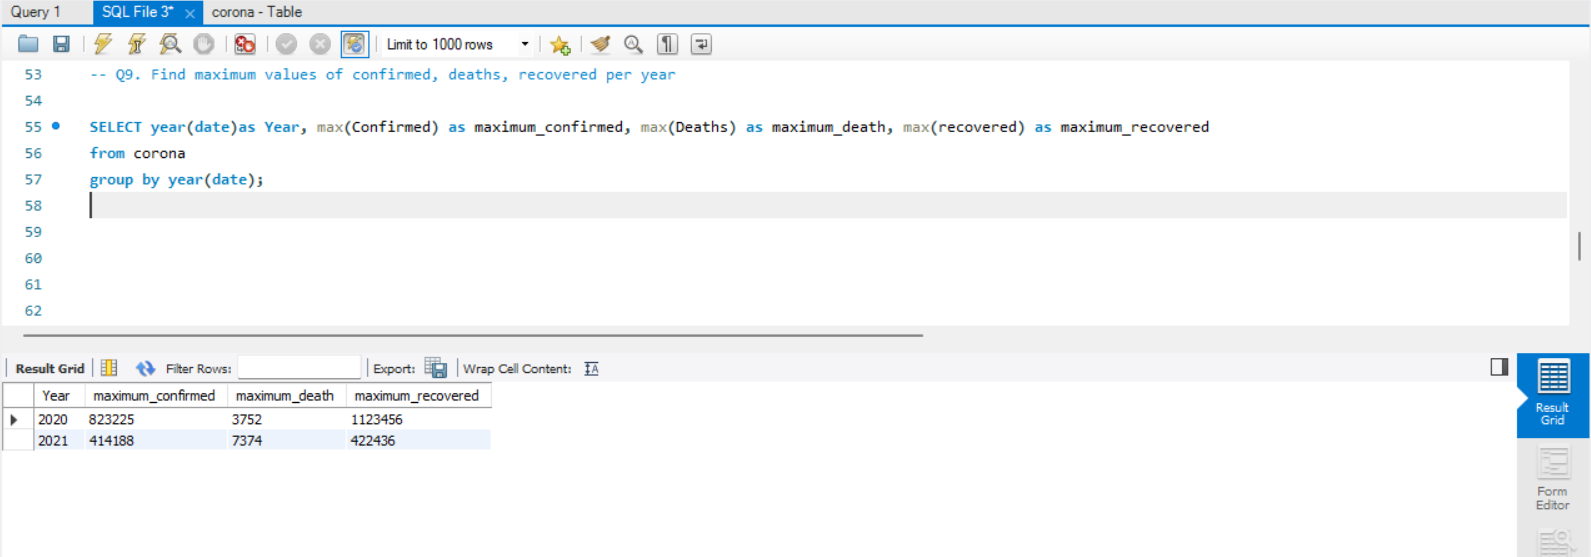 Query 1 SQL File 3* × corona - Table
Limit to 1000 rows
53 -- Q9. Find maximum values of confirmed, deaths, recovered per year
54
55 SELECT year(date)as Year, max(Confirmed) as maximum_confirmed, max(Deaths) as maximum_death, max(recovered) as maximum_recovered
56 from corona
57 group by year(date);
58
59
60
61
62
Result Grid Filter Rows: Export: Wrap Cell Content: IA
Year maximum_confirmed maximum_death maximum_recovered
2020 823225 3752 1123456
2021 414188 7374 422436
Result
Grid
Form
Editor